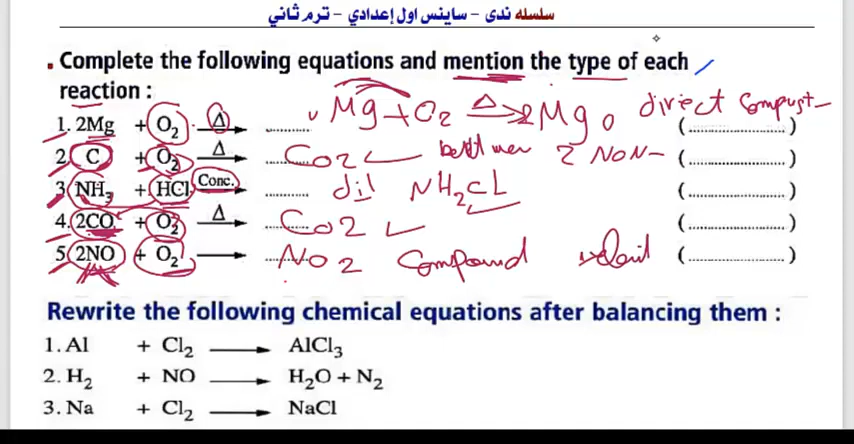 سلسله ندى - ساينس اول إعدادي - ترم ثاني
. Complete the following equations and mention the type of each
reaction :
1. 2Mg + O₂ Δ→ .......... Mg + O₂ Δ→ 2MgO direct (........................)
2. C + O₂ Δ→ CO2 2 NON- (........................)
3. NH₃ + HCl Conc.→ .......... dil NH₂CL (........................)
4. 2CO + O₂ Δ→ CO2 (........................)
5. 2NO + O₂ → NO2 Compound (........................)
Rewrite the following chemical equations after balancing them :
1. Al + Cl₂ → AlCl₃
2. H₂ + NO → H₂O + N₂
3. Na + Cl₂ → NaCl